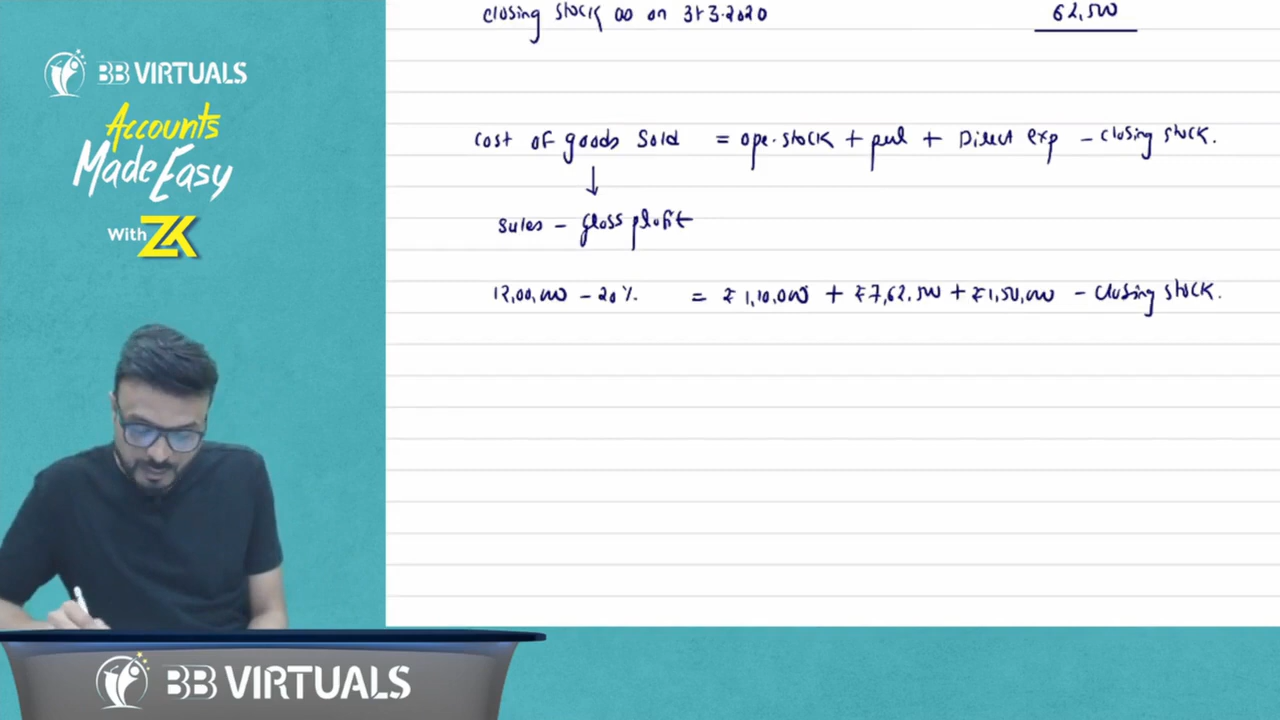 closing stock as on 31.3.2020 62,500
BB VIRTUALS
Accounts
Made Easy
With ZK
Cost of goods sold = ope. stock + pur + Direct exp - closing stock.
↓
Sales - gross profit
12,00,000 - 20% = ₹1,10,000 + ₹7,62,500 + ₹1,50,000 - closing stock.
BB VIRTUALS